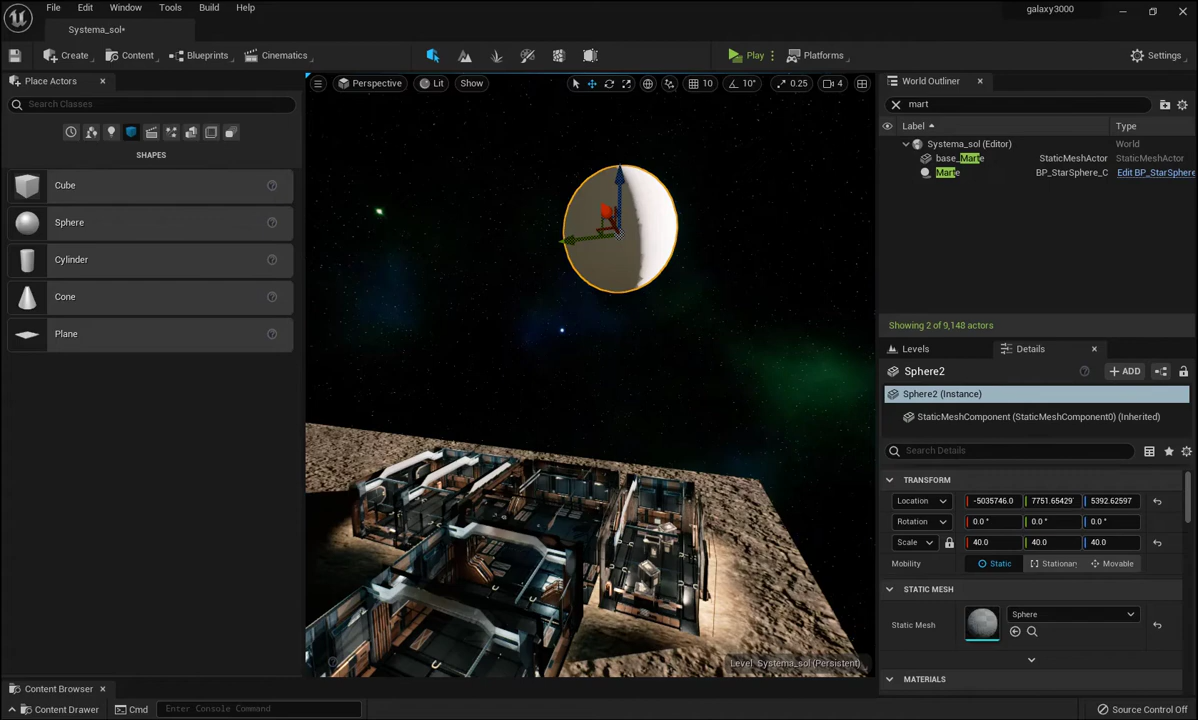 File Edit Window Tools Build Help
galaxy3000
Systema_sol•
Create Content Blueprints Cinematics Play Platforms Settings
Place Actors
Search Classes
SHAPES
Cube
Sphere
Cylinder
Cone
Plane
Perspective Lit Show 10 10° 0.25 4
Level: Systema_sol (Persistent)
World Outliner
mart
Label Type
Systema_sol (Editor) World
base_Marte StaticMeshActor StaticMeshActor
Marte BP_StarSphere_C Edit BP_StarSphere
Showing 2 of 9,148 actors
Levels Details
Sphere2 ADD
Sphere2 (Instance)
StaticMeshComponent (StaticMeshComponent0) (Inherited)
Search Details
TRANSFORM
Location -5035746.0 7751.65429 5392.62597
Rotation 0.0 ° 0.0 ° 0.0 °
Scale 40.0 40.0 40.0
Mobility Static Stationary Movable
STATIC MESH
Static Mesh Sphere
MATERIALS
Content Browser
Content Drawer Cmd Enter Console Command Source Control Off